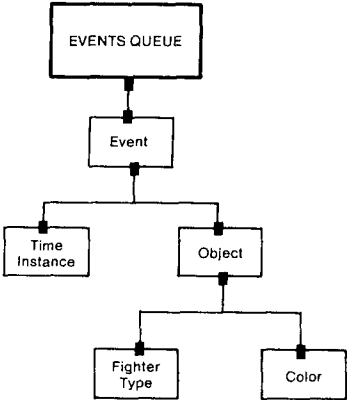 EVENTS QUEUE
Event
Time
Instance
Object
Fighter
Type
Color